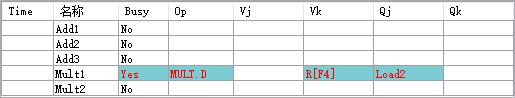 Time 名称 Busy Op Vj Vk Qj Qk
Add1 No
Add2 No
Add3 No
Mult1 Yes MULT.D R[F4] Load2
Mult2 No